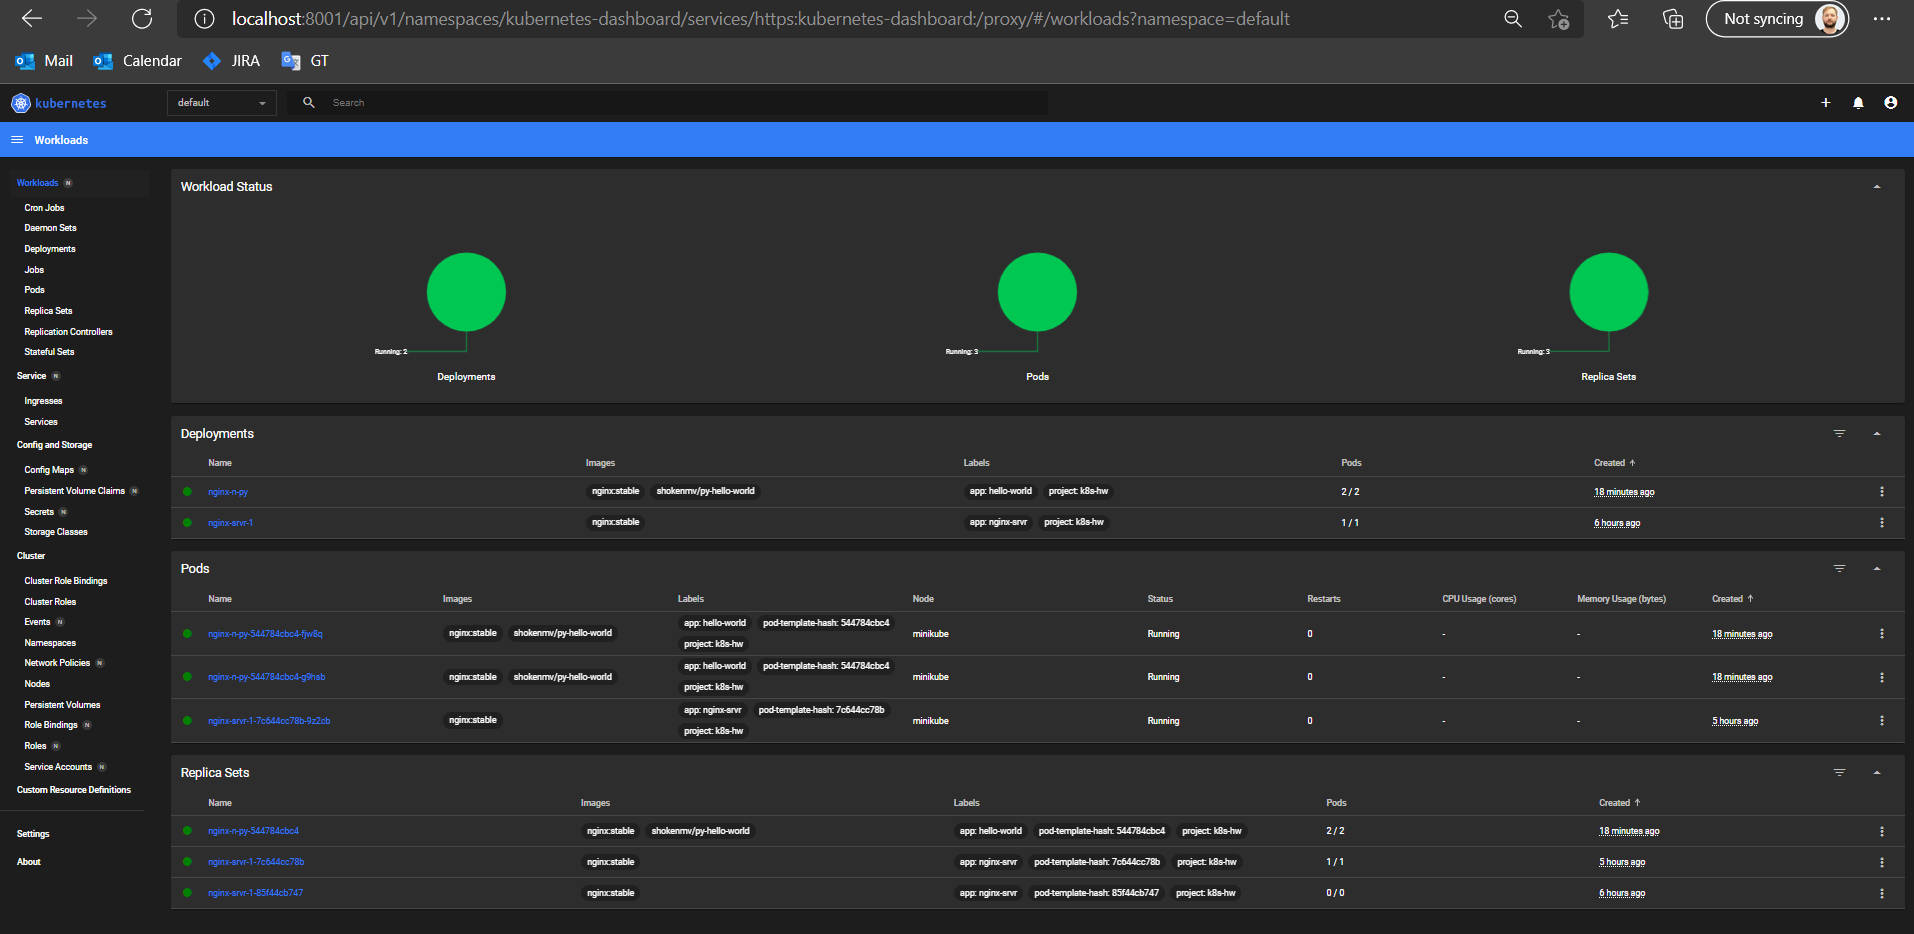 localhost:8001/api/v1/namespaces/kubernetes-dashboard/services/https:kubernetes-dashboard:/proxy/#/workloads?namespace=default
Not syncing
Mail Calendar JIRA GT
kubernetes default Search
Workloads
Workloads N
Cron Jobs
Daemon Sets
Deployments
Jobs
Pods
Replica Sets
Replication Controllers
Stateful Sets
Service N
Ingresses
Services
Config and Storage
Config Maps N
Persistent Volume Claims N
Secrets N
Storage Classes
Cluster
Cluster Role Bindings
Cluster Roles
Events N
Namespaces
Network Policies N
Nodes
Persistent Volumes
Role Bindings N
Roles N
Service Accounts N
Custom Resource Definitions
Settings
About
Workload Status
Running: 2
Deployments
Running: 3
Pods
Running: 3
Replica Sets
Deployments
Name Images Labels Pods Created
nginx-n-py nginx:stable shokenmv/py-hello-world app: hello-world project: k8s-hw 2 / 2 18 minutes ago
nginx-srvr-1 nginx:stable app: nginx-srvr project: k8s-hw 1 / 1 6 hours ago
Pods
Name Images Labels Node Status Restarts CPU Usage (cores) Memory Usage (bytes) Created
app: hello-world pod-template-hash: 544784cbc4
nginx-n-py-544784cbc4-fjw8q nginx:stable shokenmv/py-hello-world minikube Running 0 - - 18 minutes ago
project: k8s-hw
app: hello-world pod-template-hash: 544784cbc4
nginx-n-py-544784cbc4-g9hsb nginx:stable shokenmv/py-hello-world minikube Running 0 - - 18 minutes ago
project: k8s-hw
app: nginx-srvr pod-template-hash: 7c644cc78b
nginx-srvr-1-7c644cc78b-9z2cb nginx:stable minikube Running 0 - - 5 hours ago
project: k8s-hw
Replica Sets
Name Images Labels Pods Created
nginx-n-py-544784cbc4 nginx:stable shokenmv/py-hello-world app: hello-world pod-template-hash: 544784cbc4 project: k8s-hw 2 / 2 18 minutes ago
nginx-srvr-1-7c644cc78b nginx:stable app: nginx-srvr pod-template-hash: 7c644cc78b project: k8s-hw 1 / 1 5 hours ago
nginx-srvr-1-85f44cb747 nginx:stable app: nginx-srvr pod-template-hash: 85f44cb747 project: k8s-hw 0 / 0 6 hours ago